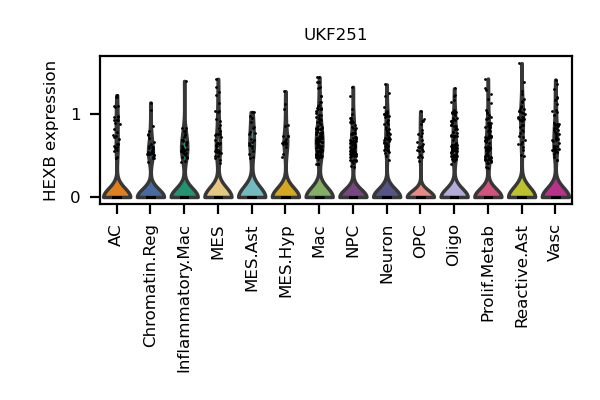 UKF251
HEXB expression
1
0
AC
Chromatin.Reg
Inflammatory.Mac
MES
MES.Ast
MES.Hyp
Mac
NPC
Neuron
OPC
Oligo
Prolif.Metab
Reactive.Ast
Vasc